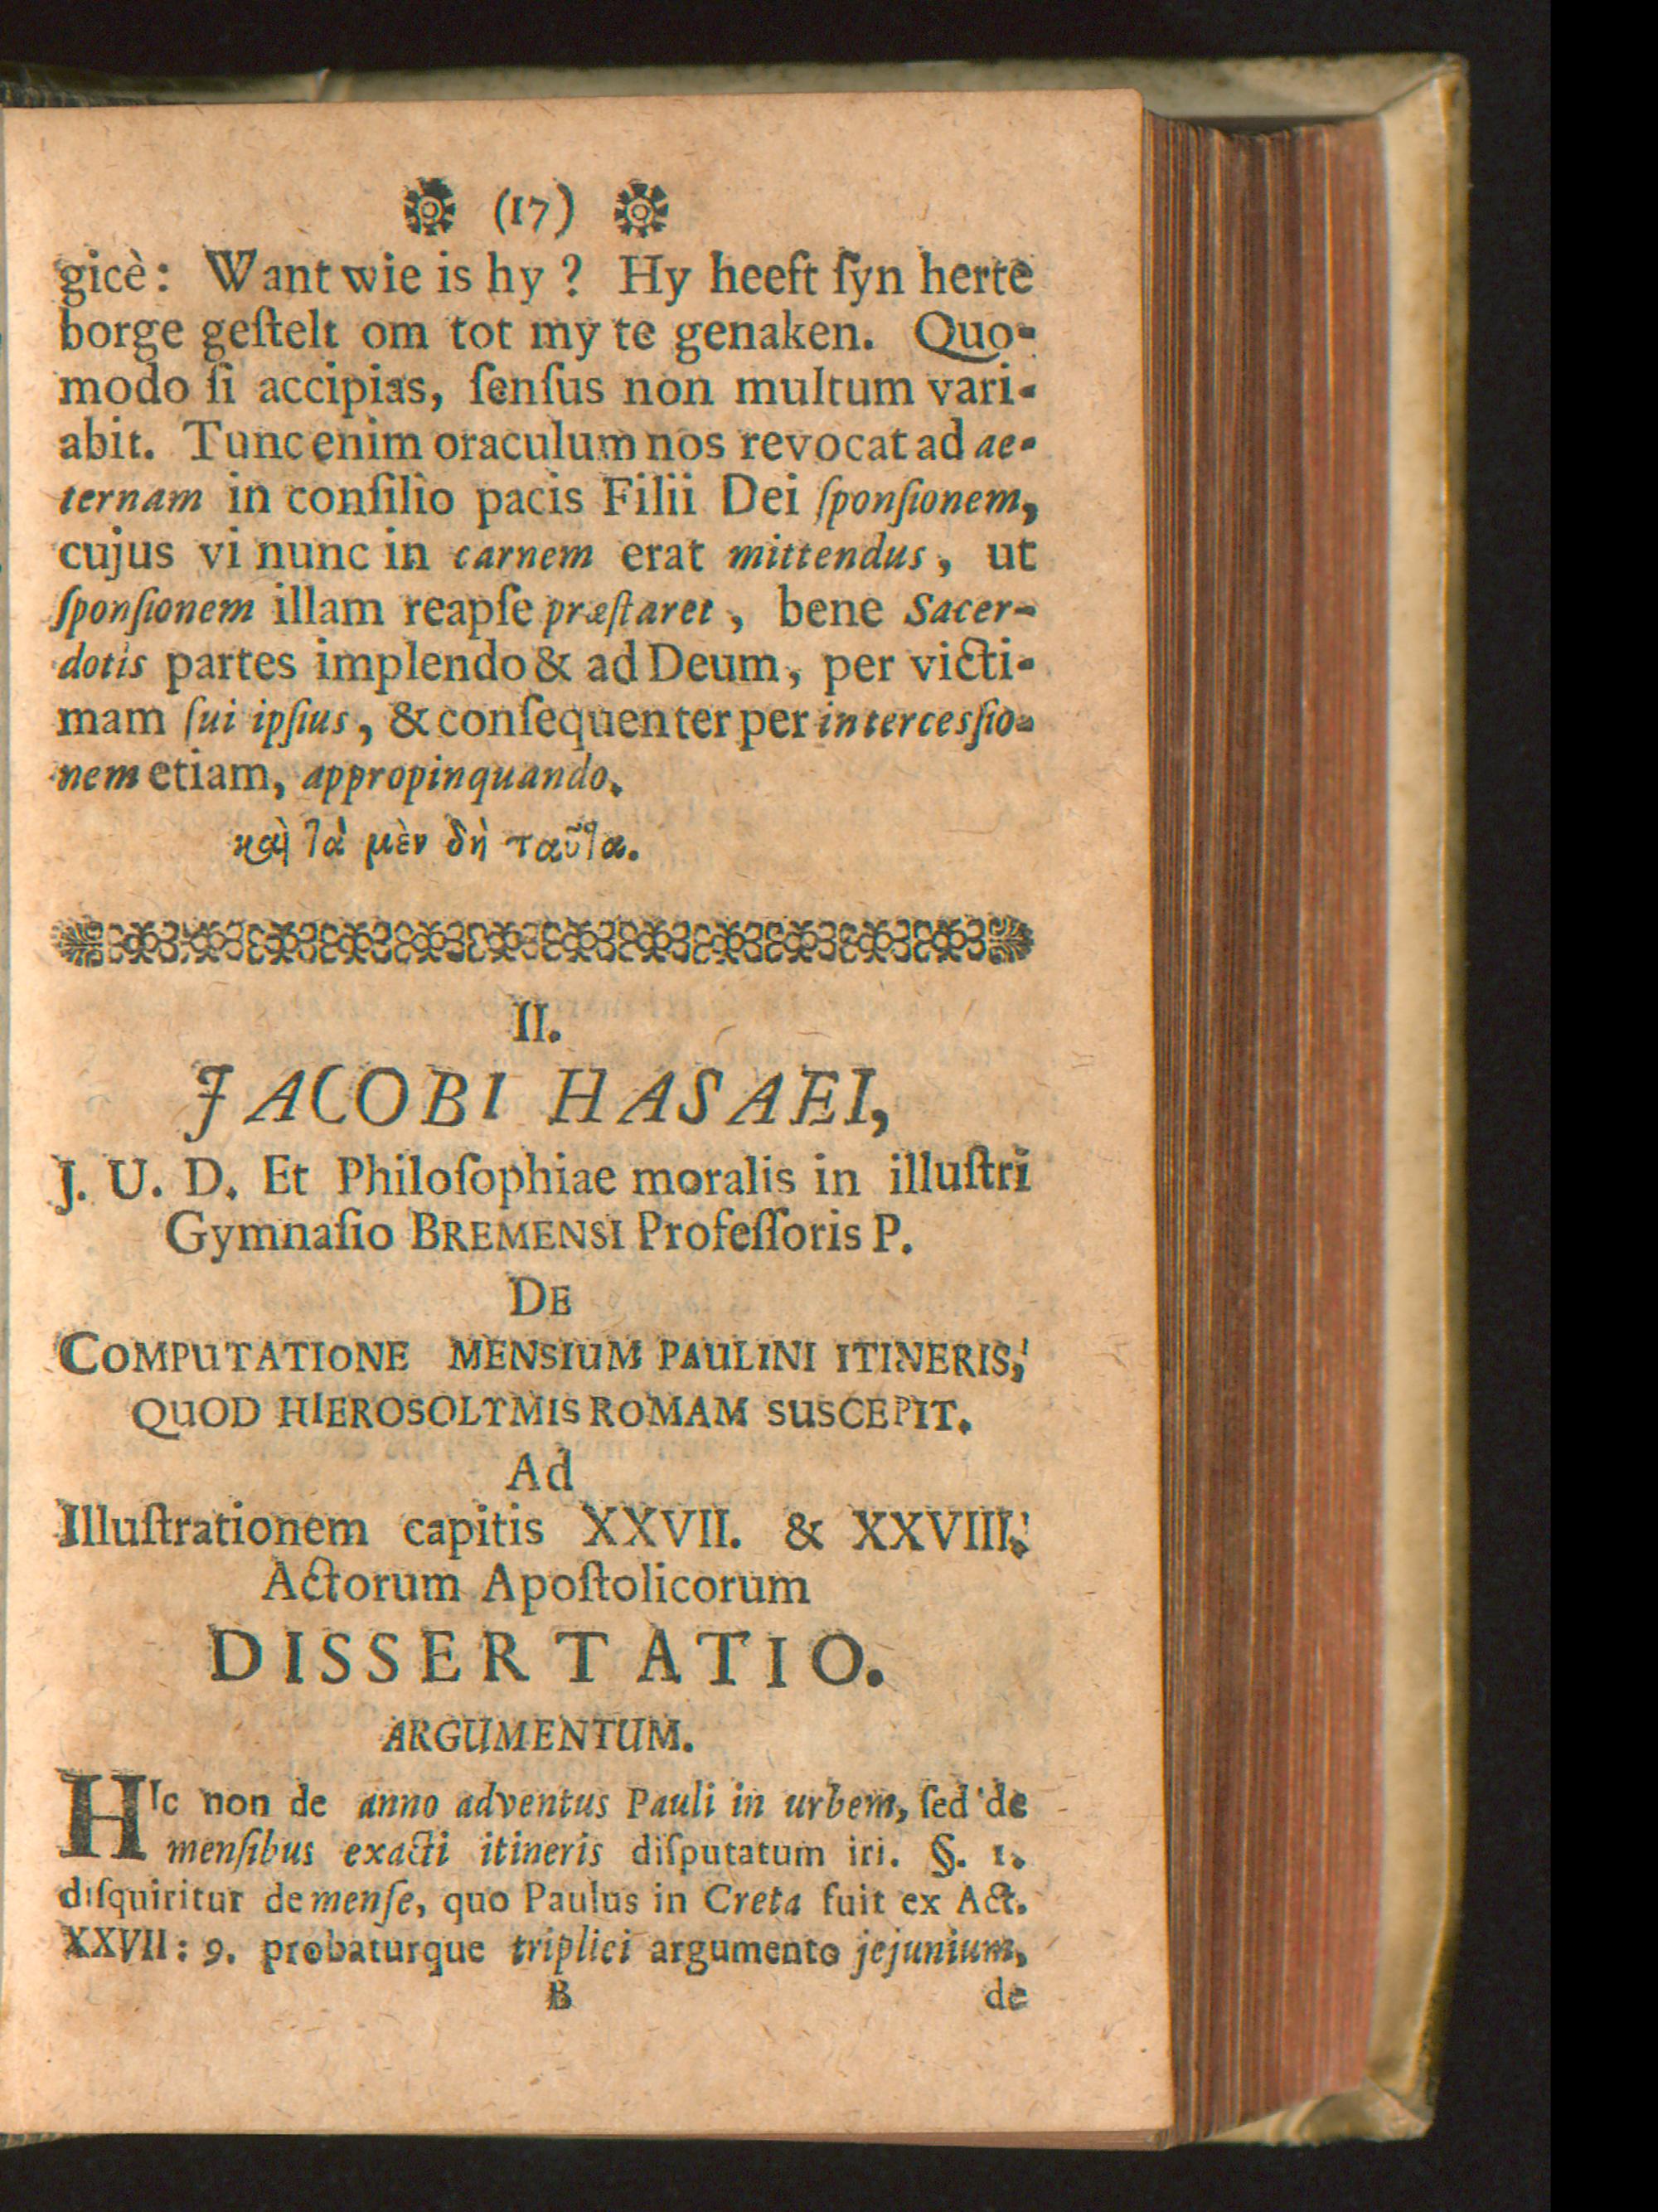 (17)
gicè: Want wie is hy? Hy heeft ſyn herte
borge geſtelt om tot my te genaken. Quo-
modo ſi accipias, ſenſus non multum vari-
abit. Tunc enim oraculum nos revocat ad ae-
ternam in conſilio pacis Filii Dei ſponſionem,
cujus vi nunc in carnem erat mittendus, ut
ſponſionem illam reapſe præſtaret, bene Sacer-
dotis partes implendo & ad Deum, per victi-
mam ſui ipſius, & conſequenter per intercesſio-
nem etiam, appropinquando.
καὶ τὰ μὲν δὴ ταῦτα.
II.
JACOBI HASAEI,
J. U. D. Et Philoſophiae moralis in illuſtri
Gymnaſio BREMENSI Profeſſoris P.
DE
COMPUTATIONE MENSIUM PAULINI ITINERIS,
QUOD HIEROSOLYMIS ROMAM SUSCEPIT.
Ad
Illuſtrationem capitis XXVII. & XXVIII.
Actorum Apoſtolicorum
DISSERTATIO.
ARGUMENTUM.
HIc non de anno adventus Pauli in urbem, ſed de
menſibus exacti itineris diſputatum iri. §. 1.
diſquiritur de menſe, quo Paulus in Creta fuit ex Act.
XXVII: 9. probaturque triplici argumento jejunium,
B de